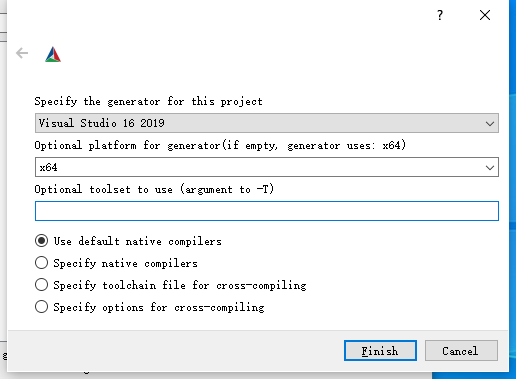 ?
Specify the generator for this project
Visual Studio 16 2019
Optional platform for generator(if empty, generator uses: x64)
x64
Optional toolset to use (argument to -T)
Use default native compilers
Specify native compilers
Specify toolchain file for cross-compiling
Specify options for cross-compiling
Finish
Cancel